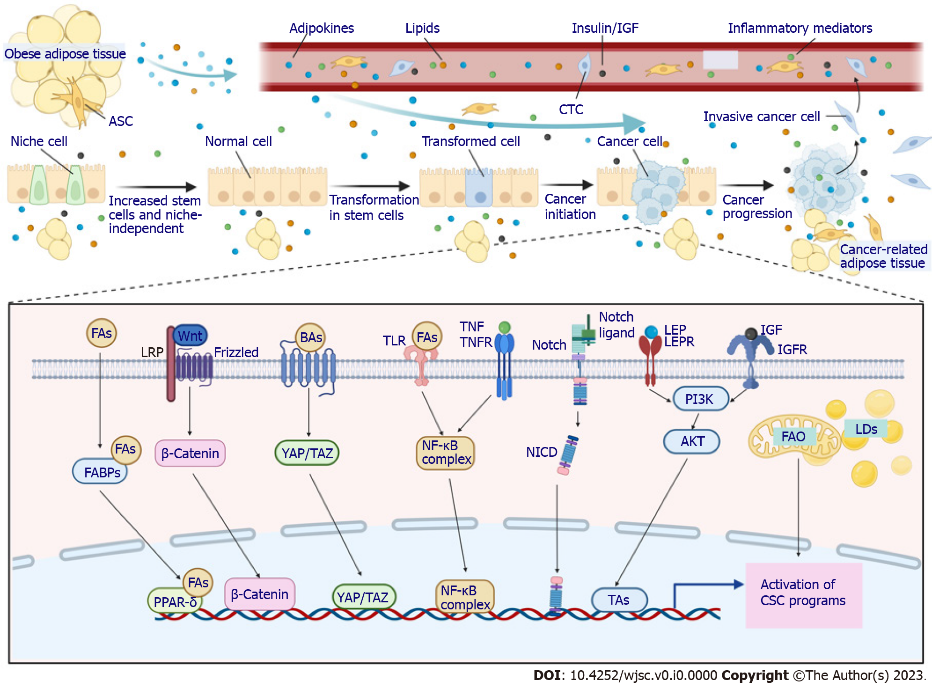 Adipokines
Lipids
Insulin/IGF
Inflammatory mediators
Obese adipose tissue
ASC
CTC
Invasive cancer cell
Niche cell
Normal cell
Transformed cell
Cancer cell
Increased stem
cells and niche-
independent
Transformation
in stem cells
Cancer
initiation
Cancer
progression
Cancer-related
adipose tissue
FAs
Wnt
LRP
Frizzled
BAs
TLR
FAs
TNF
TNFR
Notch
Notch
ligand
LEP
LEPR
IGF
IGFR
PI3K
AKT
FAO
LDs
FAs
FABPs
β-Catenin
YAP/TAZ
NF-κB
complex
NICD
FAs
PPAR-δ
β-Catenin
YAP/TAZ
NF-κB
complex
TAs
Activation of
CSC programs
DOI: 10.4252/wjsc.v0.i0.0000 Copyright ©The Author(s) 2023.